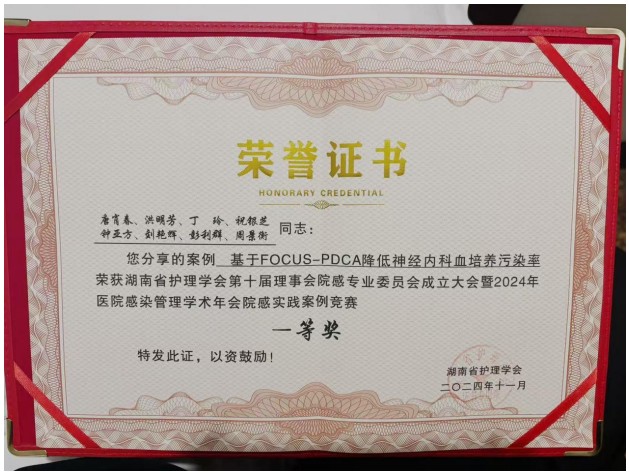 荣誉证书
HONORARY CREDENTIAL
唐肖春、洪明芳、丁 玲、祝银芝
钟亚方、刘艳辉、彭利群、周景衡
同志：
您分享的案例 基于FOCUS-PDCA降低神经内科血培养污染率
荣获湖南省护理学会第十届理事会院感专业委员会成立大会暨2024年
医院感染管理学术年会院感实践案例竞赛
一等奖
特发此证，以资鼓励！
湖南省护理学会
二〇二四年十一月